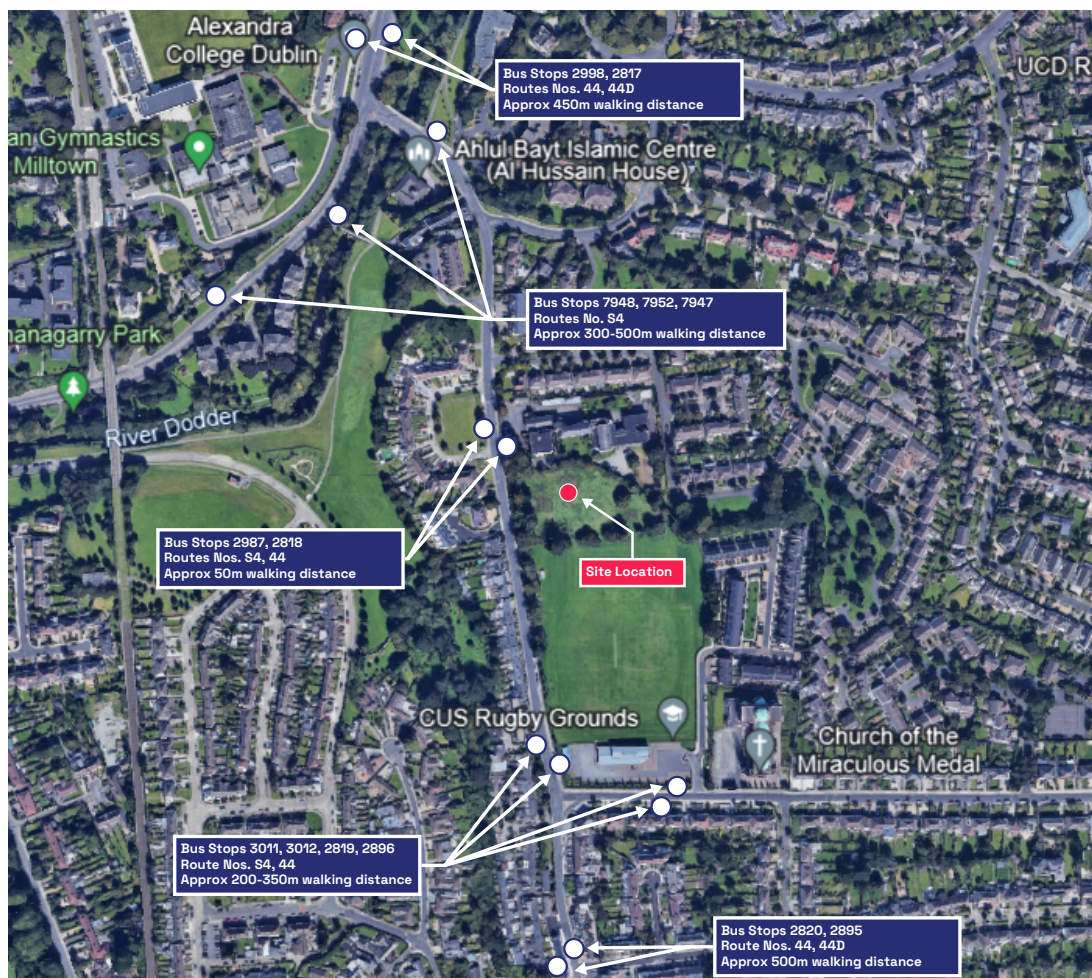 Alexandra
College Dublin
Bus Stops 2998, 2817
Routes Nos. 44, 44D
Approx 450m walking distance
UCD R
an Gymnastics
Milltown
Ahlul Bayt Islamic Centre
(Al Hussain House)
Bus Stops 7948, 7952, 7947
Routes No. S4
Approx 300-500m walking distance
hanagarry Park
River Dodder
Bus Stops 2987, 2818
Routes Nos. S4, 44
Approx 50m walking distance
Site Location
CUS Rugby Grounds
Church of the
Miraculous Medal
Bus Stops 3011, 3012, 2819, 2896
Route Nos. S4, 44
Approx 200-350m walking distance
Bus Stops 2820, 2895
Route Nos. 44, 44D
Approx 500m walking distance